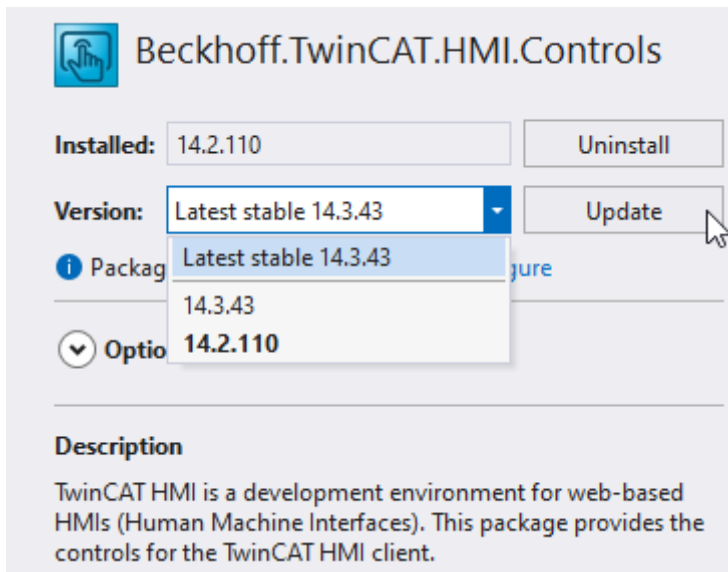 Beckhoff.TwinCAT.HMI.Controls
Installed: 14.2.110 Uninstall
Version: Latest stable 14.3.43 Update
Latest stable 14.3.43
14.3.43
14.2.110
Description
TwinCAT HMI is a development environment for web-based
HMIs (Human Machine Interfaces). This package provides the
controls for the TwinCAT HMI client.